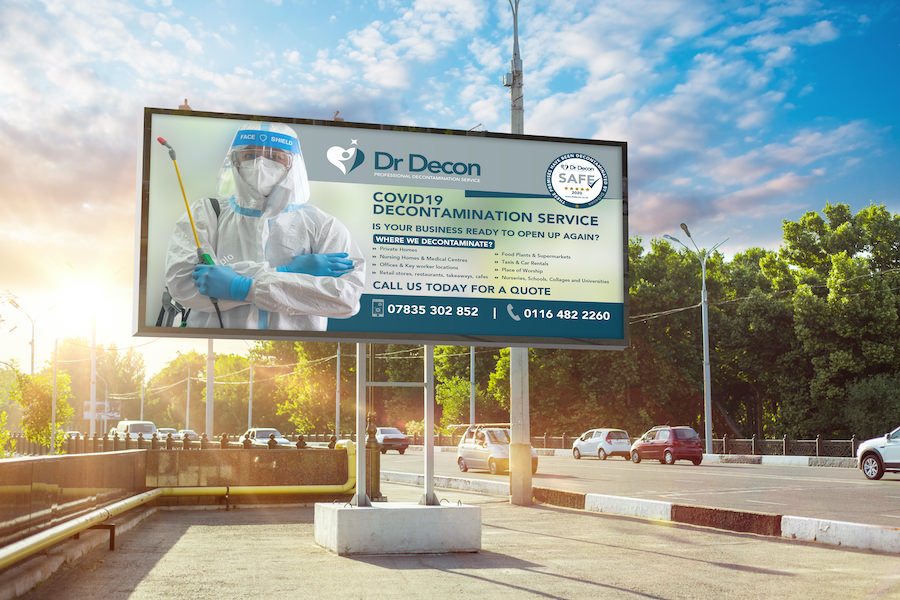 FACE SHIELD
Dr Decon
PROFESSIONAL DECONTAMINATION SERVICE
Dr Decon
SAFE
2020
COVID19
DECONTAMINATION SERVICE
IS YOUR BUSINESS READY TO OPEN UP AGAIN?
WHERE WE DECONTAMINATE?
Private Homes
Nursing Homes & Medical Centres
Offices & Key worker locations
Retail stores, restaurants, takeaways, cafes
Food Plants & Supermarkets
Taxis & Car Rentals
Place of Worship
Nurseries, Schools, Collages and Universities
CALL US TODAY FOR A QUOTE
07835 302 852 | 0116 482 2260